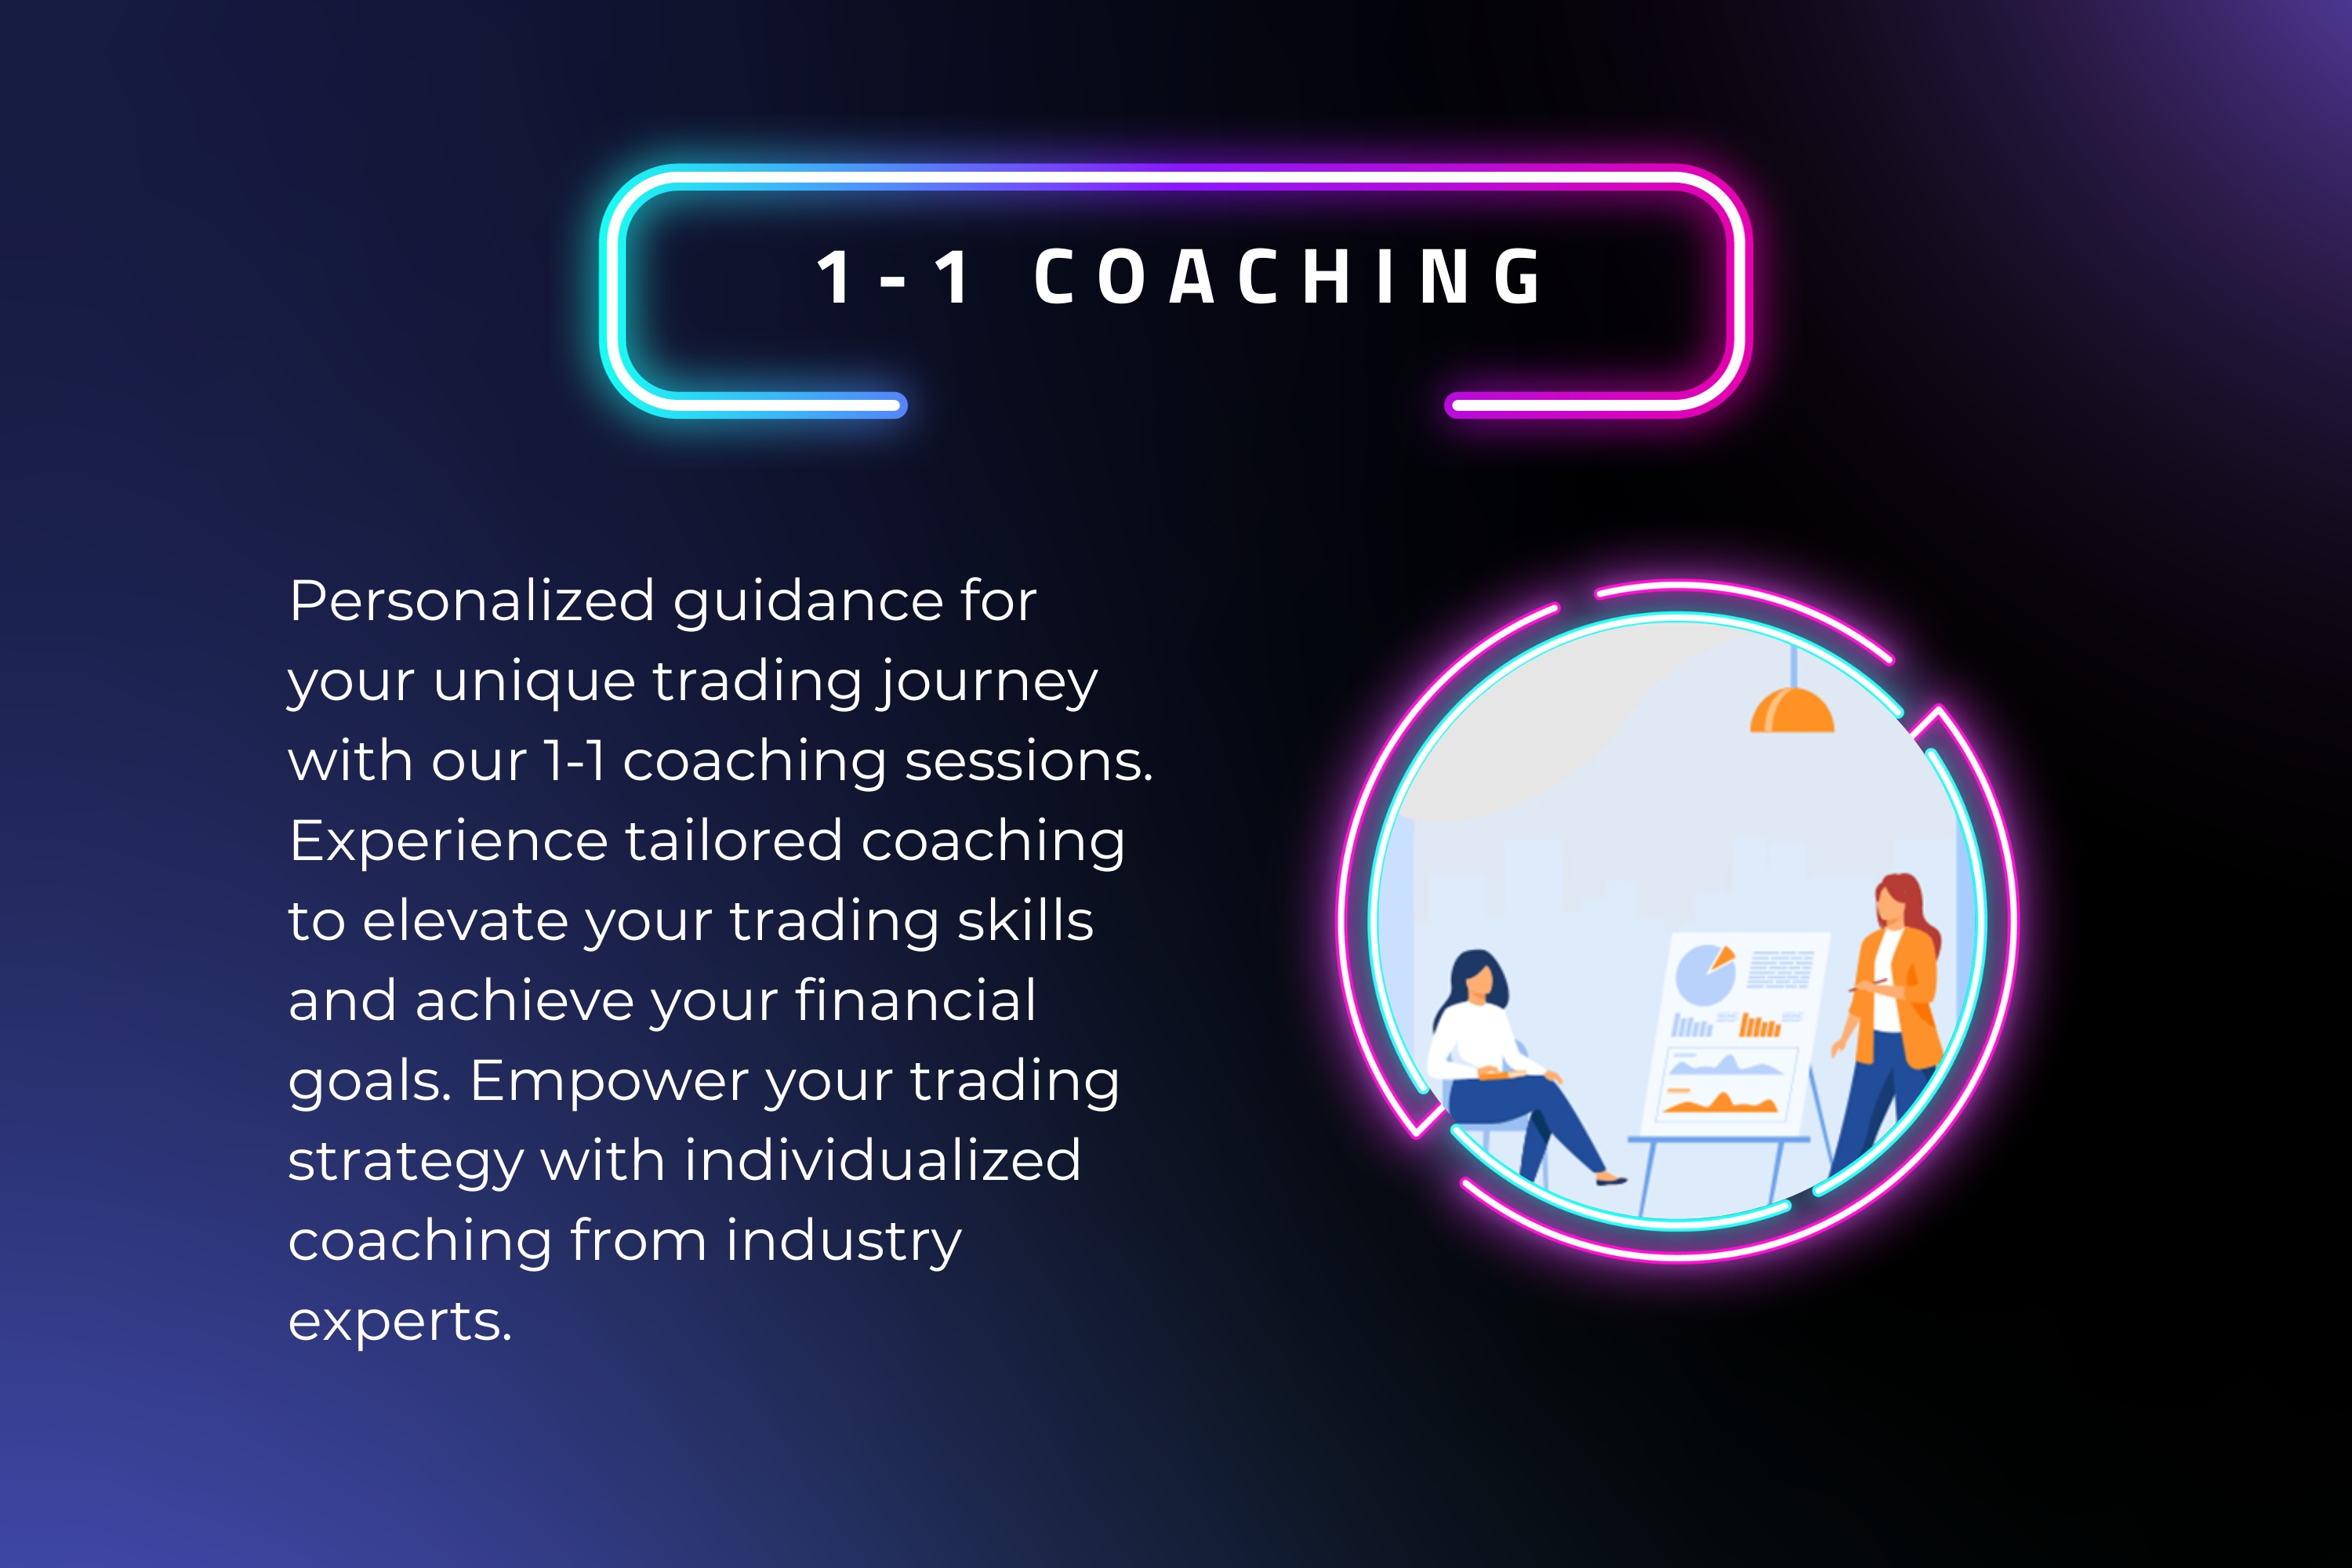 1-1 COACHING
Personalized guidance for
your unique trading journey
with our 1-1 coaching sessions.
Experience tailored coaching
to elevate your trading skills
and achieve your financial
goals. Empower your trading
strategy with individualized
coaching from industry
experts.